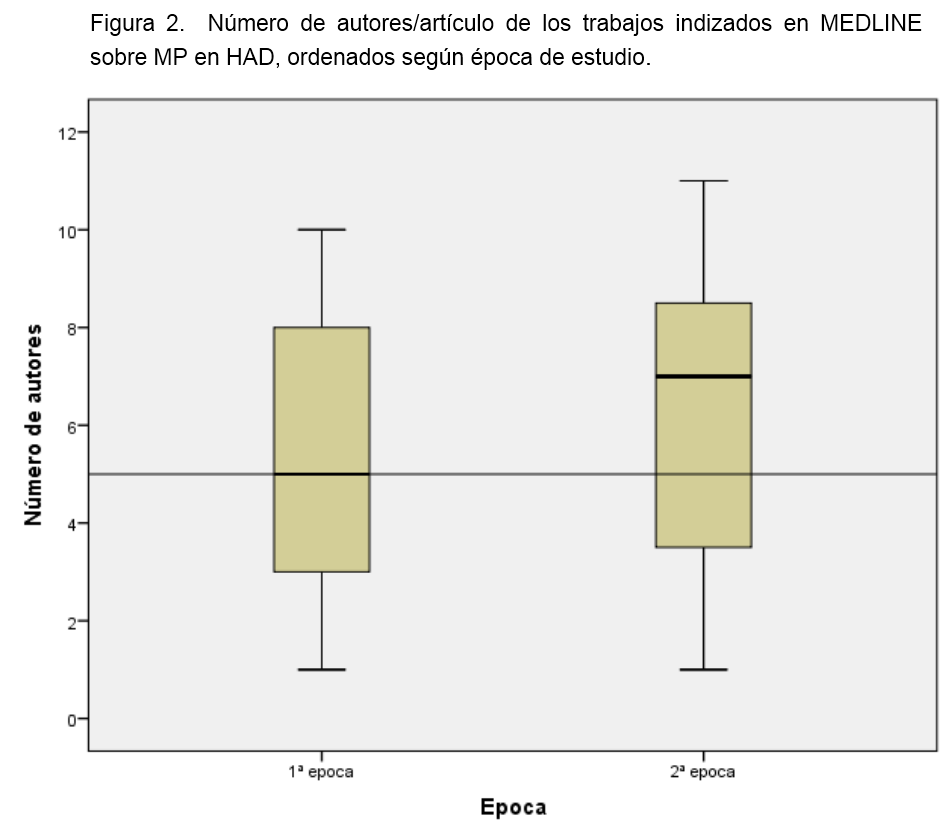 Figura 2. Número de autores/artículo de los trabajos indizados en MEDLINE
sobre MP en HAD, ordenados según época de estudio.
12
10
8
6
4
2
0
Número de autores
1ª epoca
2ª epoca
Epoca